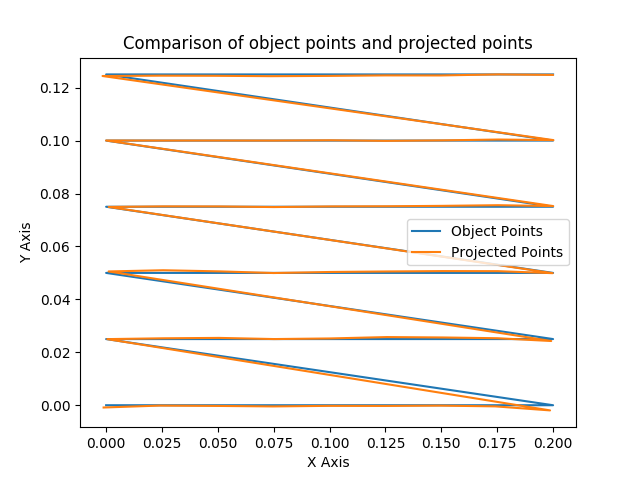 Comparison of object points and projected points
0.12
0.10
0.08
0.06
0.04
0.02
0.00
Y Axis
Object Points
Projected Points
0.000 0.025 0.050 0.075 0.100 0.125 0.150 0.175 0.200
X Axis